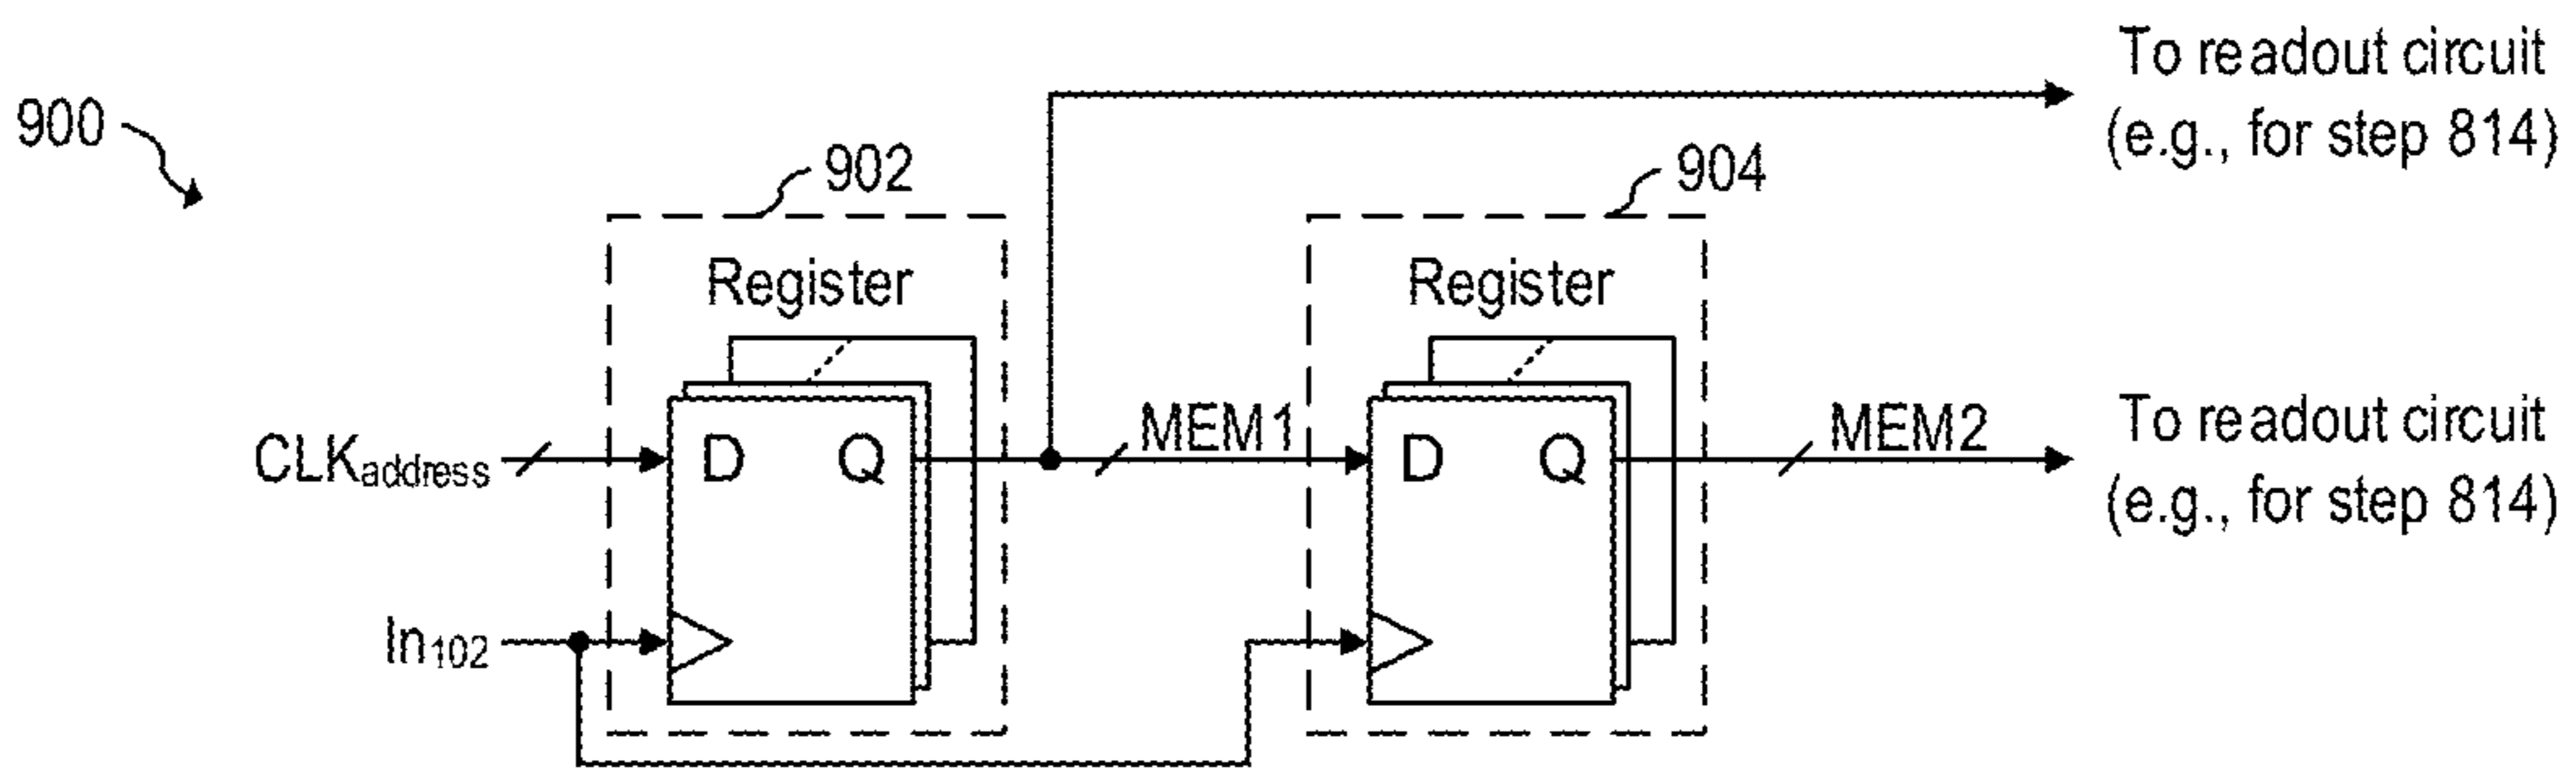 To readout circuit
(e.g., for step 814)
900
902
904
Register
Register
CLKaddress
D
Q
MEM1
D
Q
MEM2
To readout circuit
(e.g., for step 814)
In102